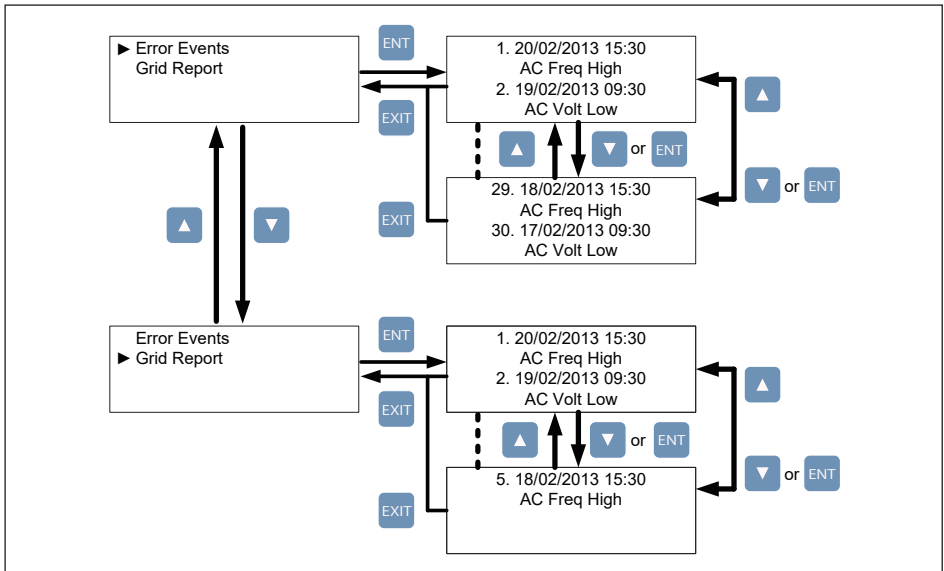 ► Error Events
Grid Report
ENT
EXIT
1. 20/02/2013 15:30
AC Freq High
2. 19/02/2013 09:30
AC Volt Low
▲
▼ or ENT
29. 18/02/2013 15:30
AC Freq High
30. 17/02/2013 09:30
AC Volt Low
EXIT
▲
▼ or ENT
▲
▼
Error Events
► Grid Report
ENT
EXIT
1. 20/02/2013 15:30
AC Freq High
2. 19/02/2013 09:30
AC Volt Low
▲
▼ or ENT
5. 18/02/2013 15:30
AC Freq High
EXIT
▲
▼ or ENT